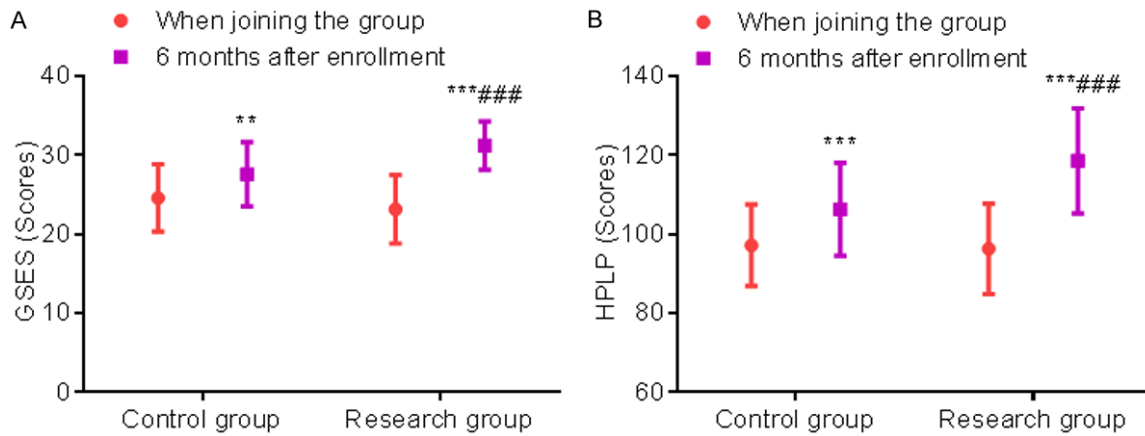 A
When joining the group
6 months after enrollment
40
30
20
10
0
GSES (Scores)
**
***###
Control group
Research group
B
When joining the group
6 months after enrollment
140
120
100
80
60
HPLP (Scores)
***
***###
Control group
Research group